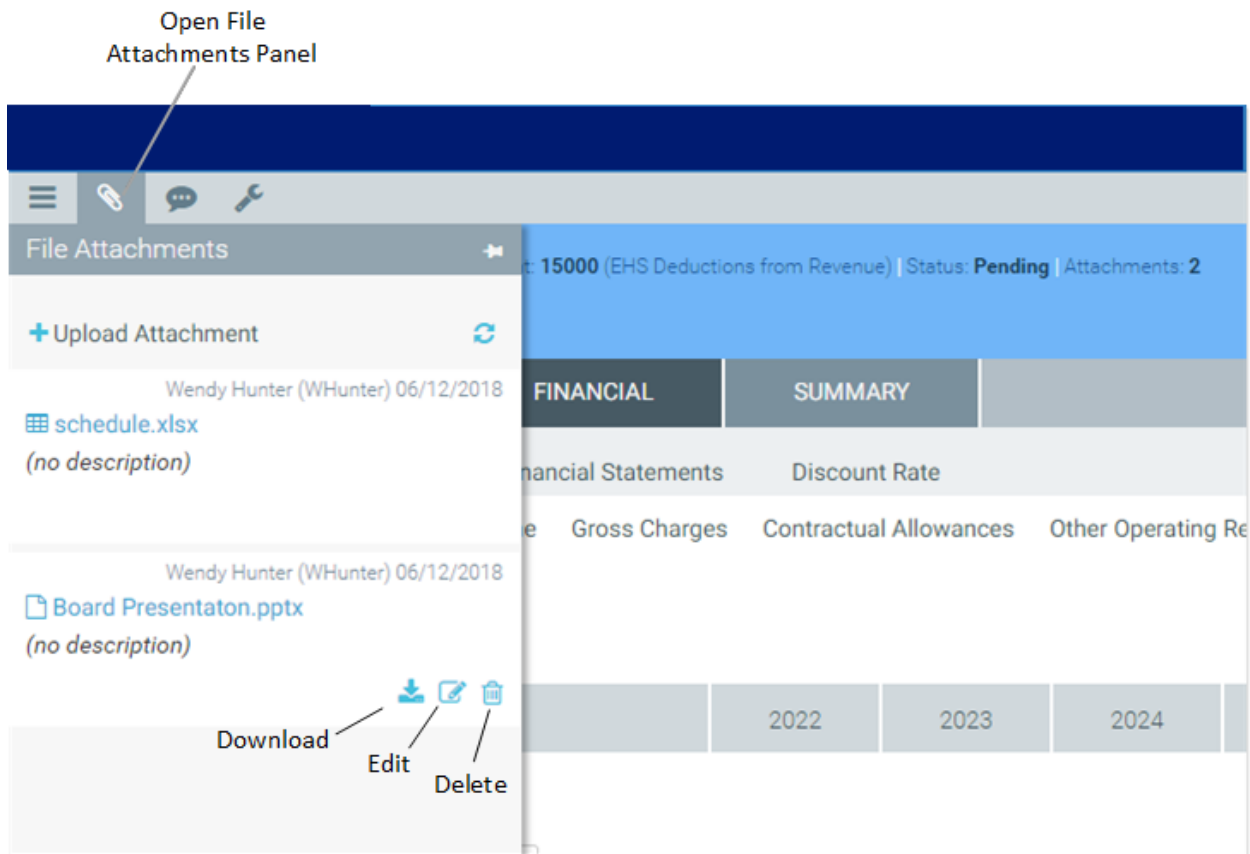 Open File
Attachments Panel
File Attachments
15000 (EHS Deductions from Revenue) | Status: Pending | Attachments: 2
Upload Attachment
Wendy Hunter (WHunter) 06/12/2018
FINANCIAL
SUMMARY
schedule.xlsx
(no description)
nancial Statements
Discount Rate
e
Gross Charges
Contractual Allowances
Other Operating Re
Wendy Hunter (WHunter) 06/12/2018
Board Presentaton.pptx
(no description)
2022
2023
2024
Download
Edit
Delete